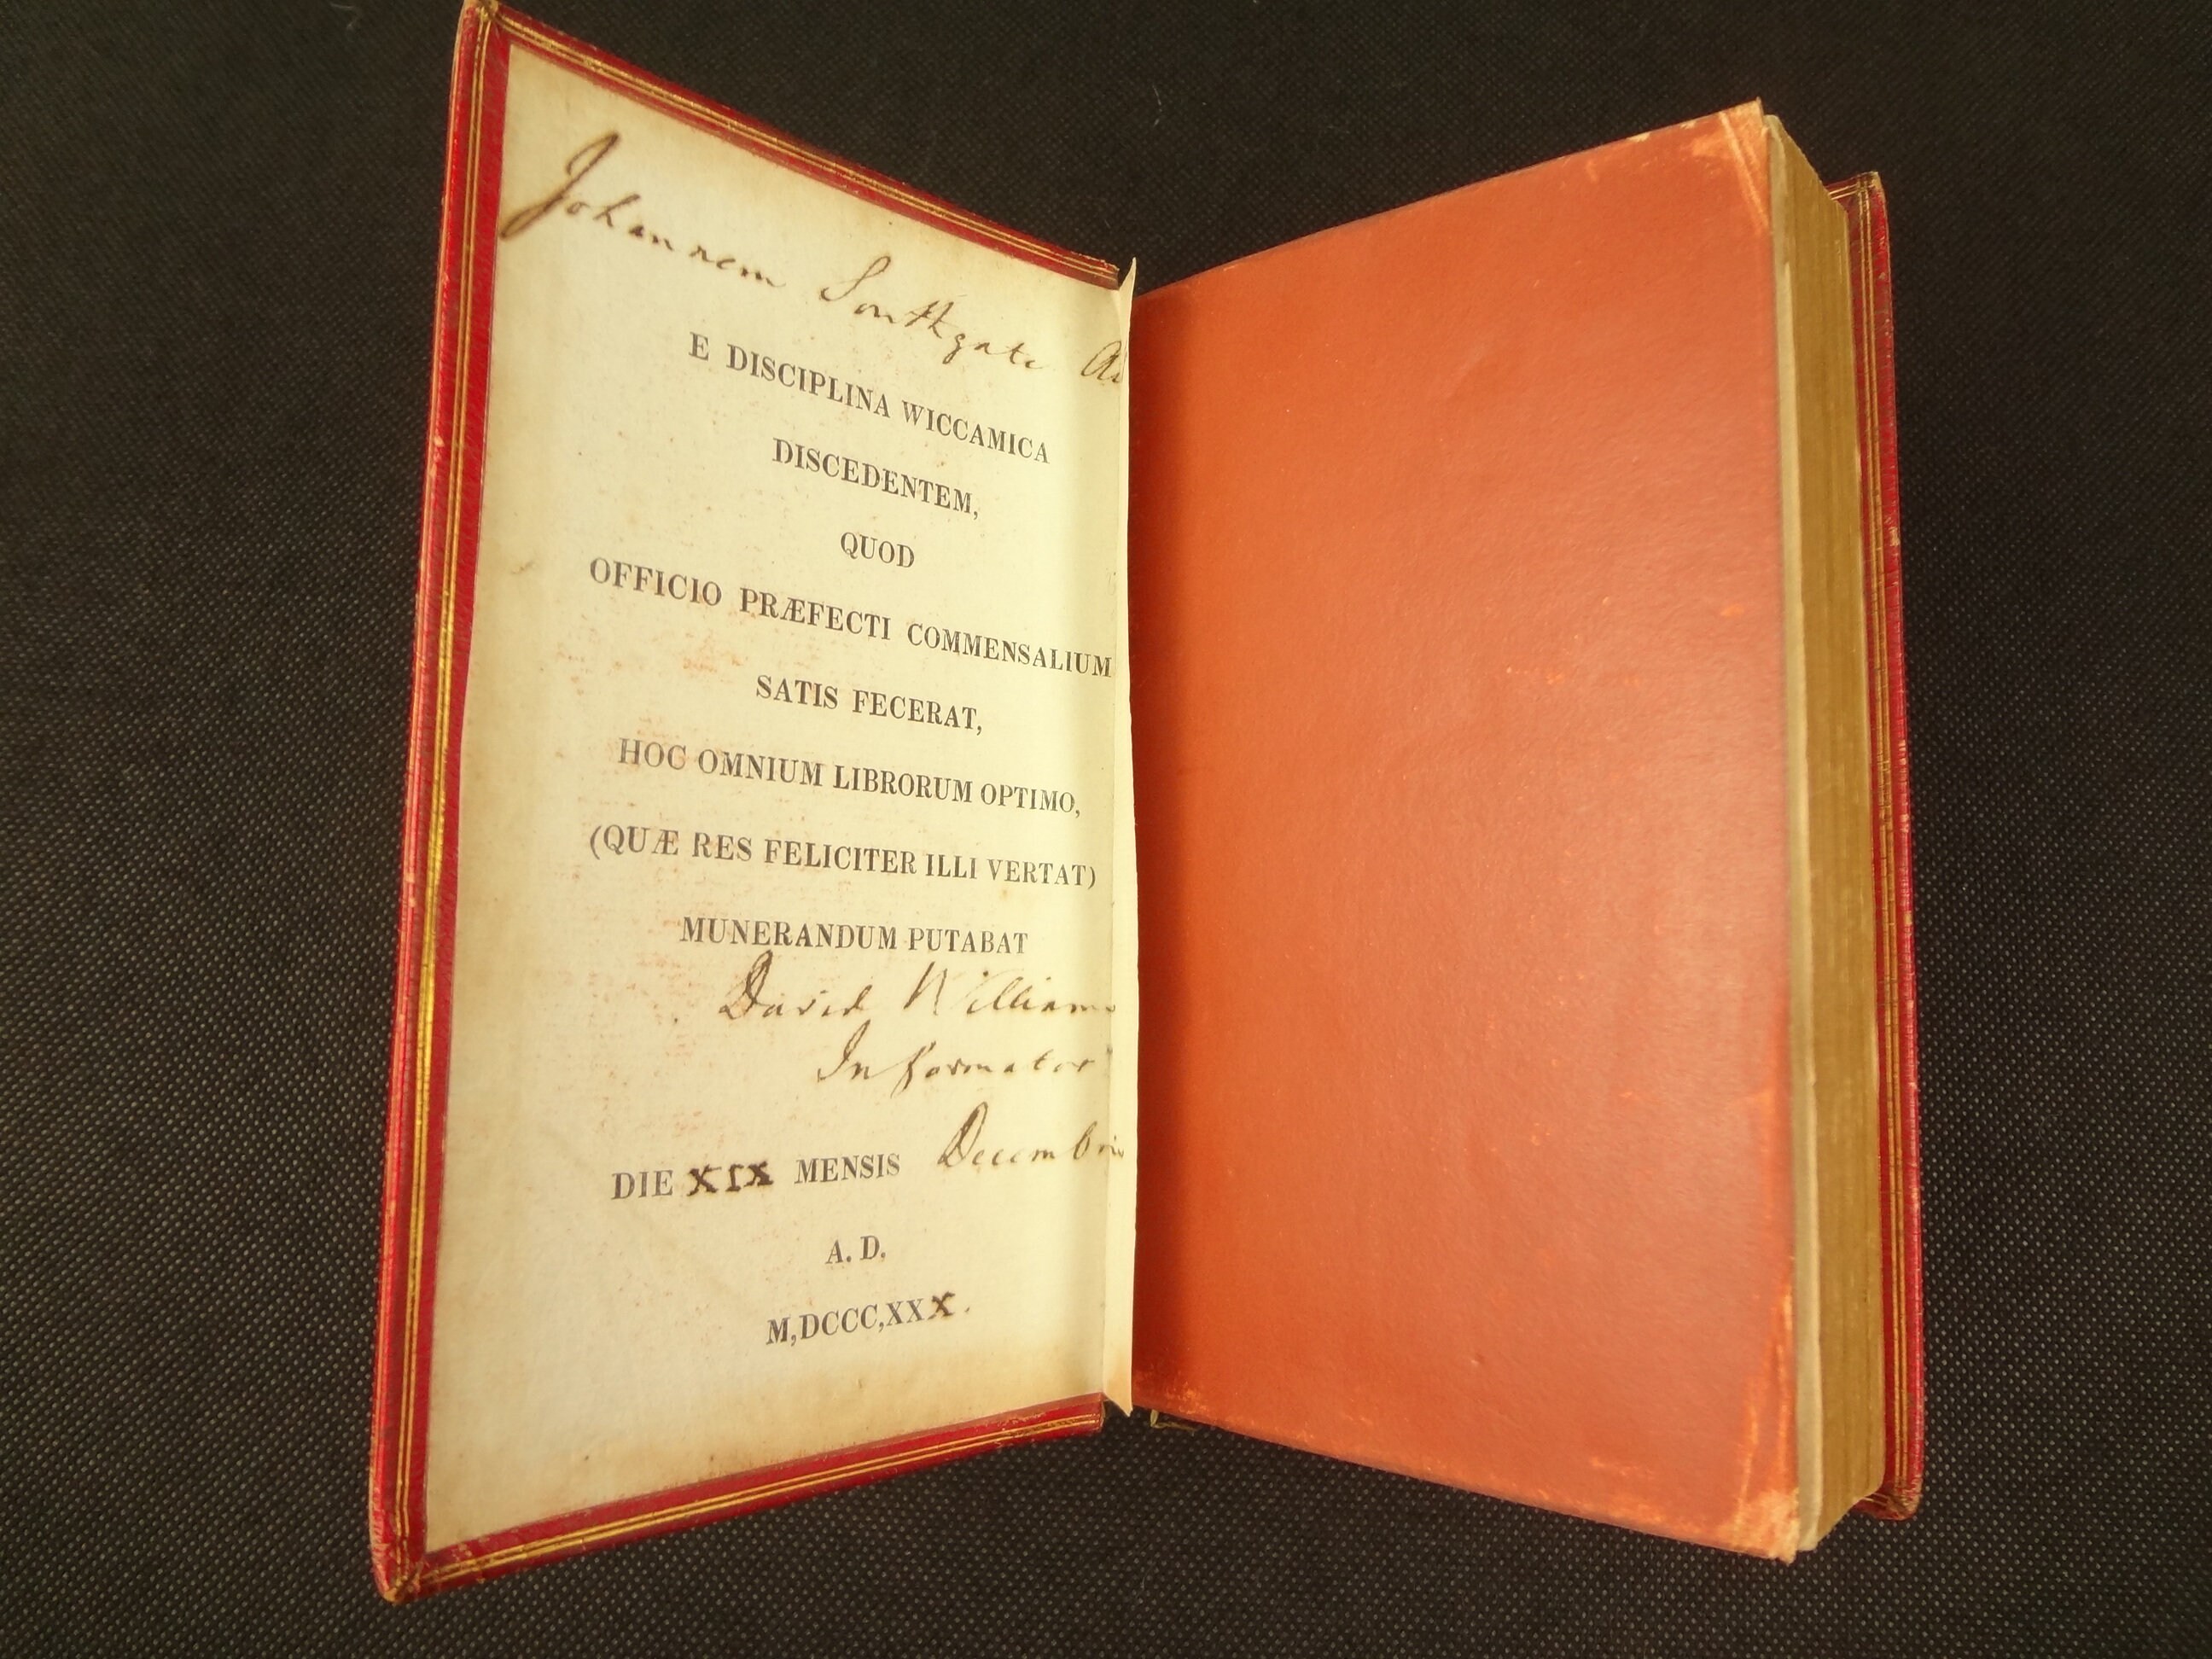 Johannem Southgate
E DISCIPLINA WICCAMICA
DISCEDENTEM,
QUOD
OFFICIO PRÆFECTI COMMENSALIUM
SATIS FECERAT,
HOC OMNIUM LIBRORUM OPTIMO,
(QUÆ RES FELICITER ILLI VERTAT)
MUNERANDUM PUTABAT
David Williams
Informator
DIE XIX MENSIS Decembris
A. D.
M,DCCC,XXX.